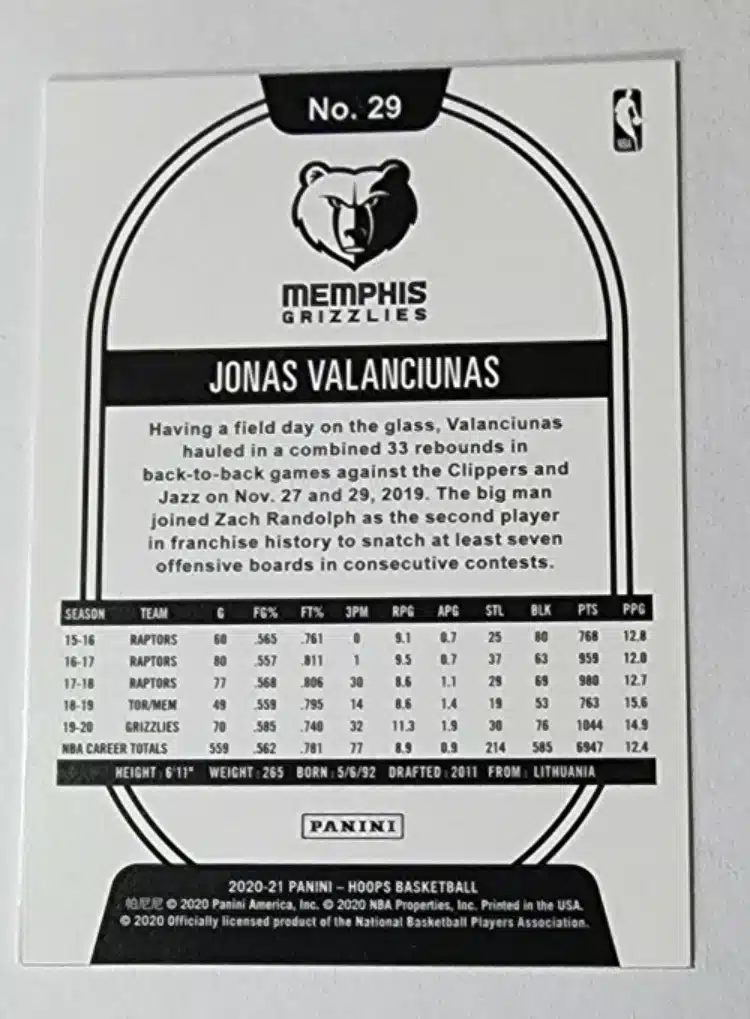 No. 29
NBA
MEMPHIS
GRIZZLIES
JONAS VALANCIUNAS
Having a field day on the glass, Valanciunas
hauled in a combined 33 rebounds in
back-to-back games against the Clippers and
Jazz on Nov. 27 and 29, 2019. The big man
joined Zach Randolph as the second player
in franchise history to snatch at least seven
offensive boards in consecutive contests.
SEASON TEAM G FG% FT% 3PM RPG APG STL BLK PTS PPG
15-16 RAPTORS 60 .565 .761 0 9.1 0.7 25 80 768 12.8
16-17 RAPTORS 80 .557 .811 1 9.5 0.7 37 63 959 12.0
17-18 RAPTORS 77 .568 .806 30 8.6 1.1 29 69 980 12.7
18-19 TOR/MEM 49 .559 .795 14 8.6 1.4 19 53 763 15.6
19-20 GRIZZLIES 70 .585 .740 32 11.3 1.9 30 76 1044 14.9
NBA CAREER TOTALS 559 .562 .781 77 8.9 0.9 214 585 6947 12.4
HEIGHT: 6'11" WEIGHT: 265 BORN: 5/6/92 DRAFTED: 2011 FROM: LITHUANIA
PANINI
2020-21 PANINI – HOOPS BASKETBALL
帕尼尼 © 2020 Panini America, Inc. © 2020 NBA Properties, Inc. Printed in the USA.
© 2020 Officially licensed product of the National Basketball Players Association.